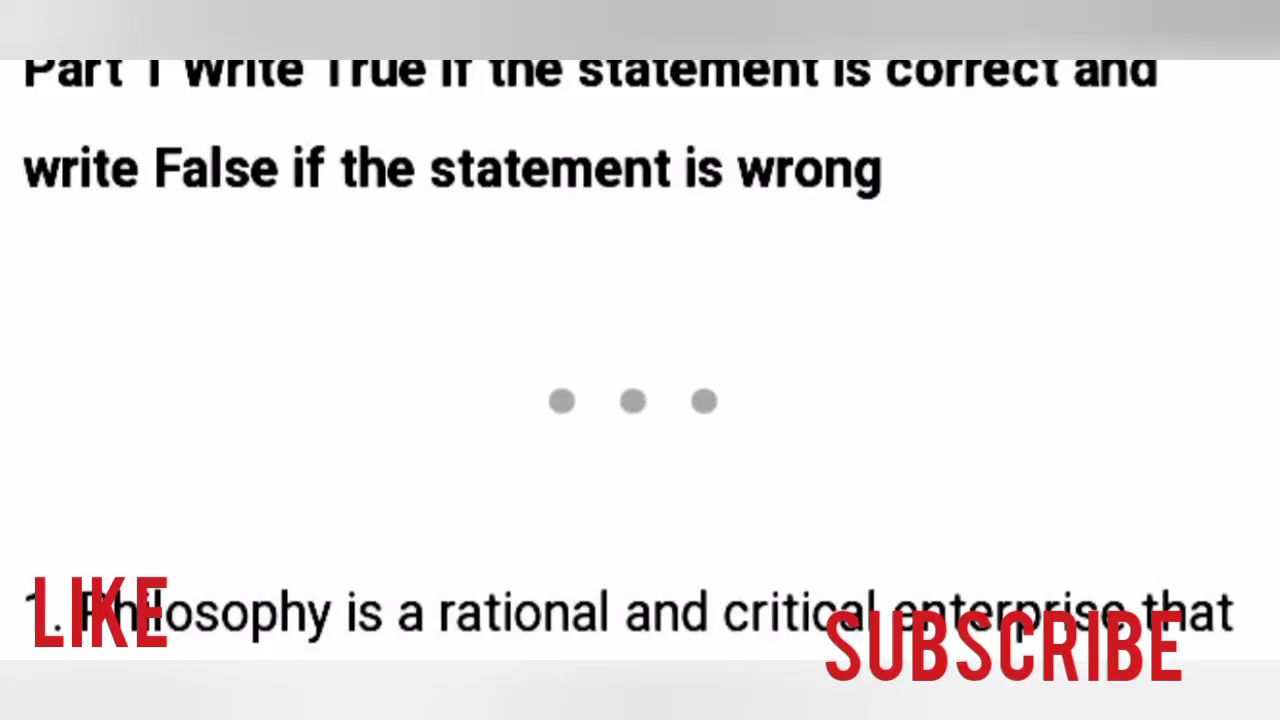 Part 1 Write True if the statement is correct and
write False if the statement is wrong
1. Philosophy is a rational and critical enterprise that
LIKE
SUBSCRIBE